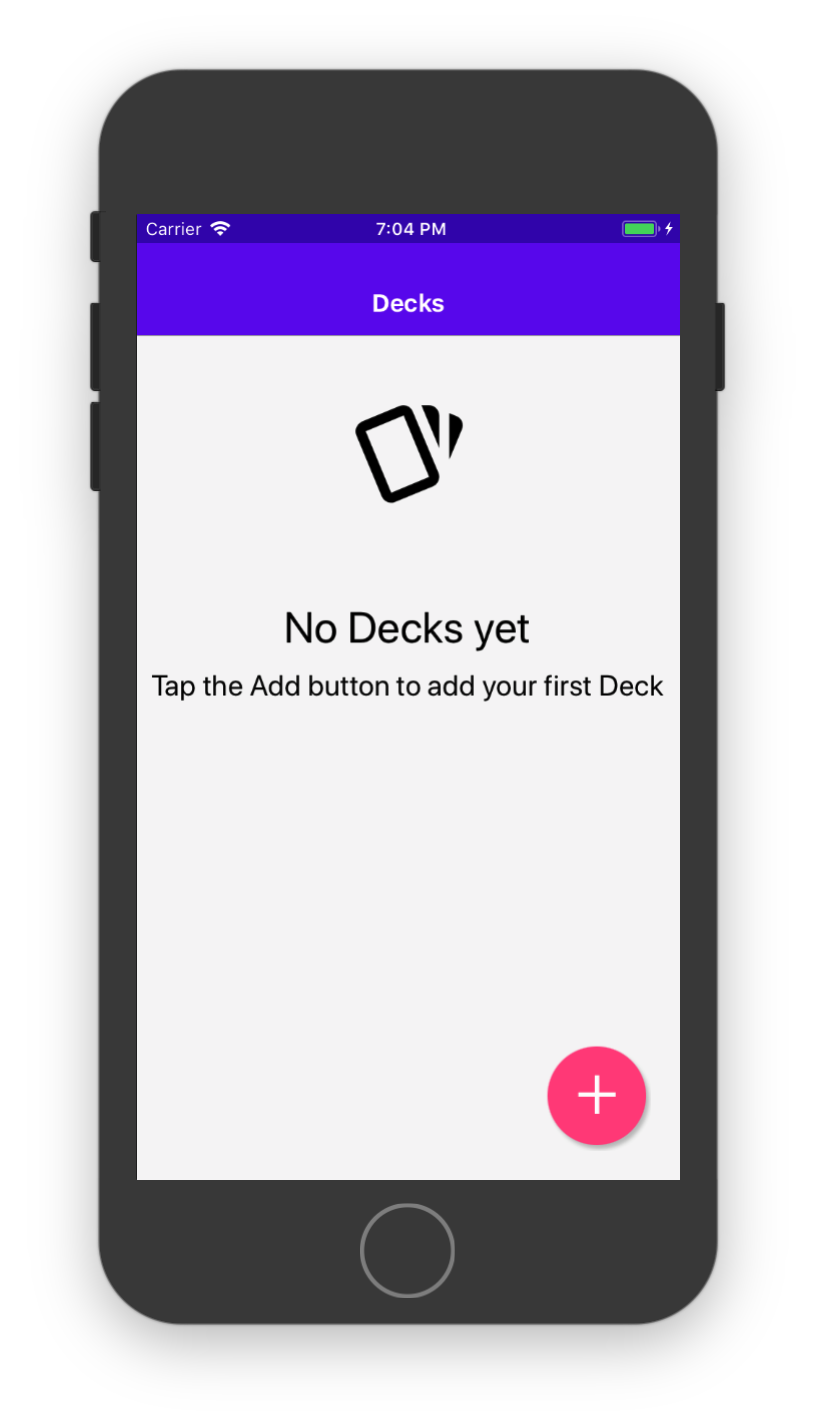 Carrier 7:04 PM
Decks
No Decks yet
Tap the Add button to add your first Deck